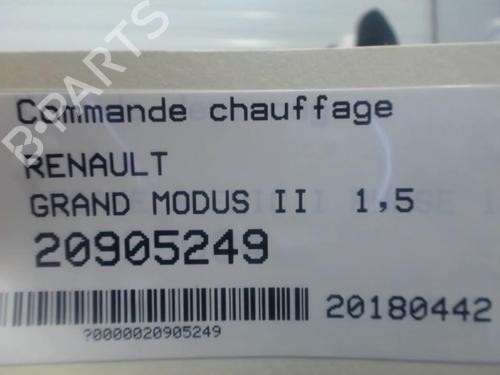 B-PARTS
Commande chauffage
RENAULT
GRAND MODUS II 1,5
20905249
20180442
?0000020905249